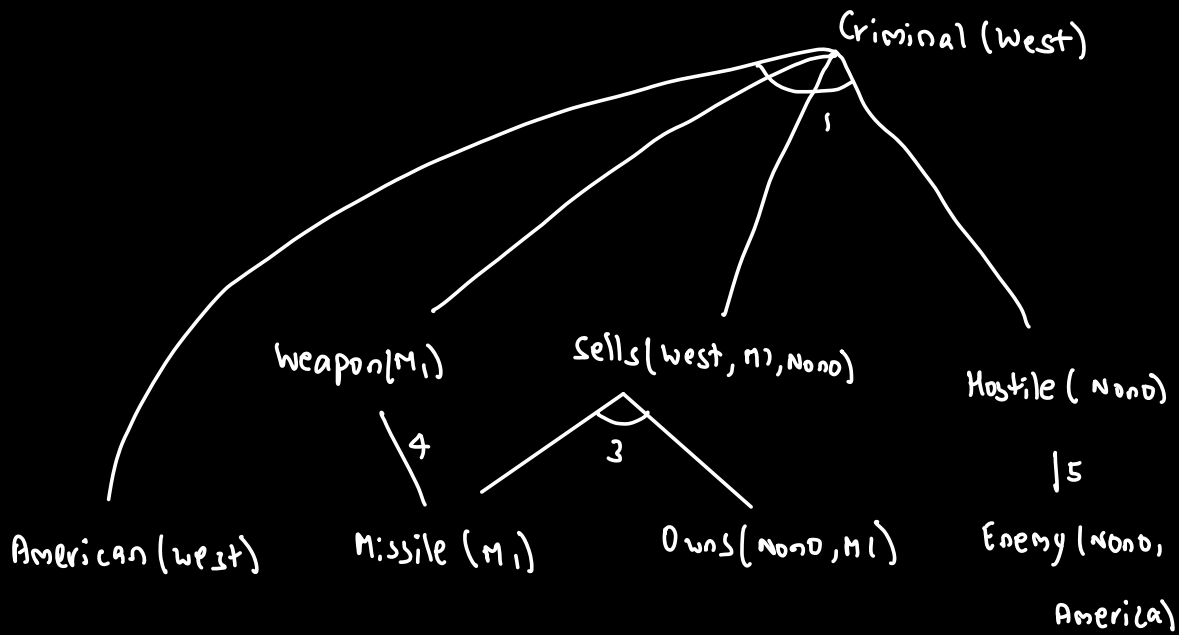 Criminal (West)
1
Weapon(M1)
Sells(West, M1, Nono)
Hostile ( Nono)
4
3
5
American (west)
Missile (M1)
Owns(Nono, M1)
Enemy (Nono,
America)